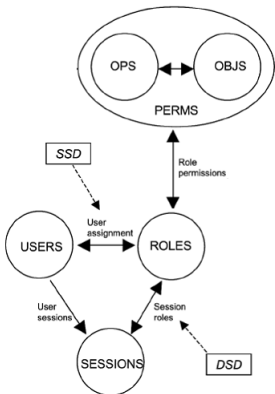 OPS
OBJS
PERMS
SSD
Role
permissions
User
assignment
USERS
ROLES
User
sessions
Session
roles
SESSIONS
DSD